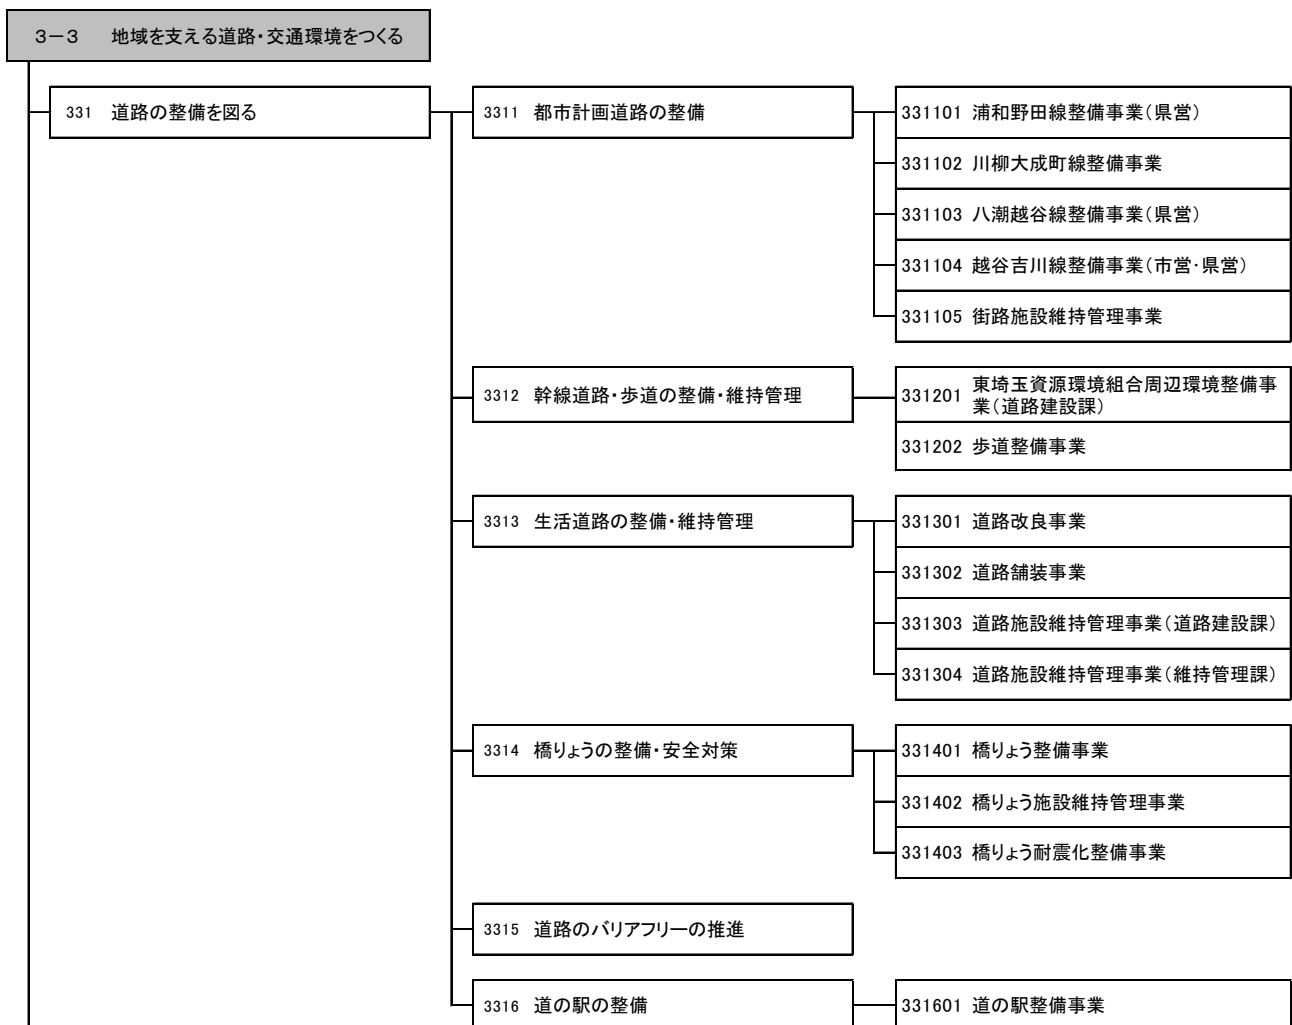 3－3　地域を支える道路・交通環境をつくる
331 道路の整備を図る
3311 都市計画道路の整備
331101 浦和野田線整備事業（県営）
331102 川柳大成町線整備事業
331103 八潮越谷線整備事業（県営）
331104 越谷吉川線整備事業（市営・県営）
331105 街路施設維持管理事業
3312 幹線道路・歩道の整備・維持管理
331201 東埼玉資源環境組合周辺環境整備事
業（道路建設課）
331202 歩道整備事業
3313 生活道路の整備・維持管理
331301 道路改良事業
331302 道路舗装事業
331303 道路施設維持管理事業（道路建設課）
331304 道路施設維持管理事業（維持管理課）
3314 橋りょうの整備・安全対策
331401 橋りょう整備事業
331402 橋りょう施設維持管理事業
331403 橋りょう耐震化整備事業
3315 道路のバリアフリーの推進
3316 道の駅の整備
331601 道の駅整備事業